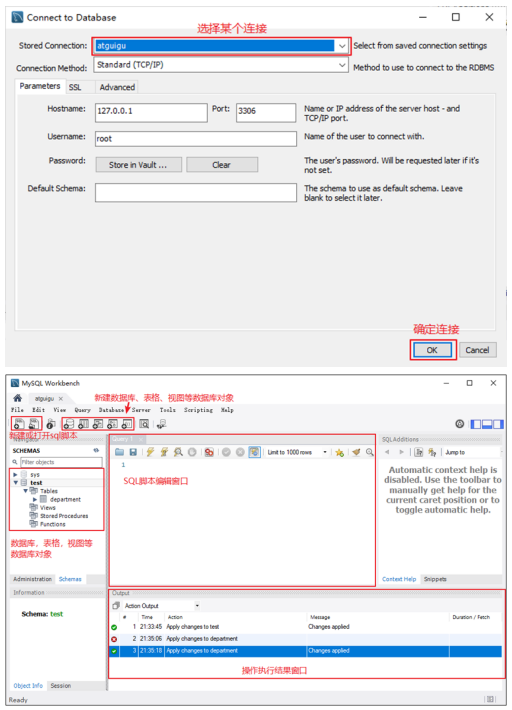 Connect to Database
选择某个连接
Stored Connection: atguigu Select from saved connection settings
Connection Method: Standard (TCP/IP) Method to use to connect to the RDBMS
Parameters SSL Advanced
Hostname: 127.0.0.1 Port: 3306 Name or IP address of the server host - and
TCP/IP port.
Username: root Name of the user to connect with.
Password: Store in Vault ... Clear The user's password. Will be requested later if it's
not set.
Default Schema: The schema to use as default schema. Leave
blank to select it later.
确定连接
OK Cancel
MySQL Workbench
atguigu
新建数据库、表格、视图等数据库对象
File Edit View Query Database Server Tools Scripting Help
新建或打开sql脚本
Navigator Query 1 SQLAdditions
SCHEMAS
Filter objects
Limit to 1000 rows
Jump to
sys
test
Tables
department
Views
Stored Procedures
Functions
1
SQL脚本编辑窗口
Automatic context help is
disabled. Use the toolbar to
manually get help for the
current caret position or to
toggle automatic help.
数据库，表格，视图等
数据库对象
Administration Schemas
Context Help Snippets
Information
Schema: test
Output
Action Output
# Time Action Message Duration / Fetch
1 21:33:45 Apply changes to test Changes applied
2 21:35:06 Apply changes to department
3 21:35:18 Apply changes to department Changes applied
操作执行结果窗口
Object Info Session
Ready